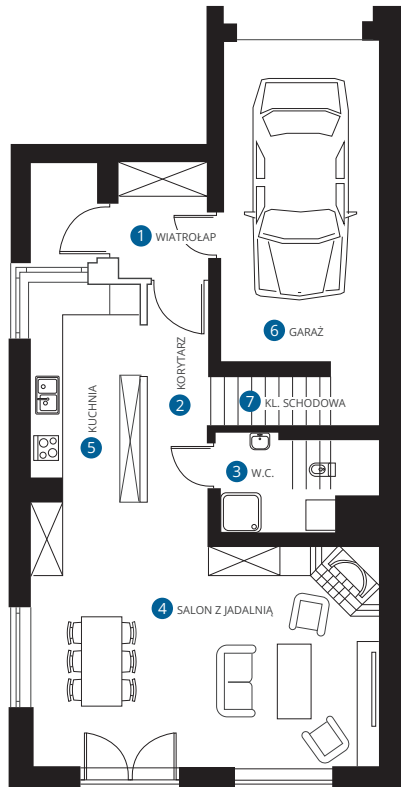 1 WIATROŁAP
6 GARAŻ
KORYTARZ
2
7 KL. SCHODOWA
KUCHNIA
5
3 W.C.
4 SALON Z JADALNIĄ